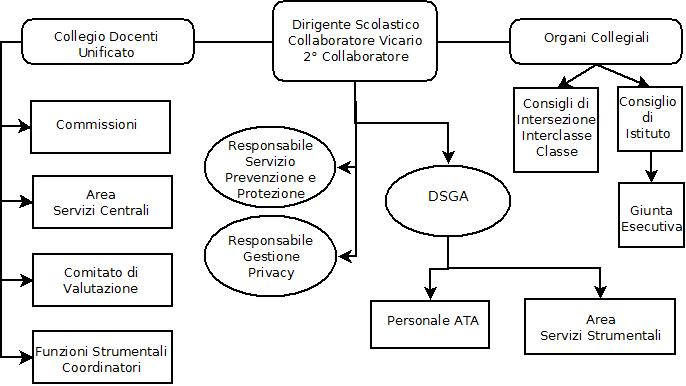 Collegio Docenti
Unificato
Dirigente Scolastico
Collaboratore Vicario
2° Collaboratore
Organi Collegiali
Commissioni
Area
Servizi Centrali
Comitato di
Valutazione
Funzioni Strumentali
Coordinatori
Responsabile
Servizio
Prevenzione e
Protezione
Responsabile
Gestione
Privacy
DSGA
Personale ATA
Area
Servizi Strumentali
Consigli di
Intersezione
Interclasse
Classe
Consiglio
di
Istituto
Giunta
Esecutiva